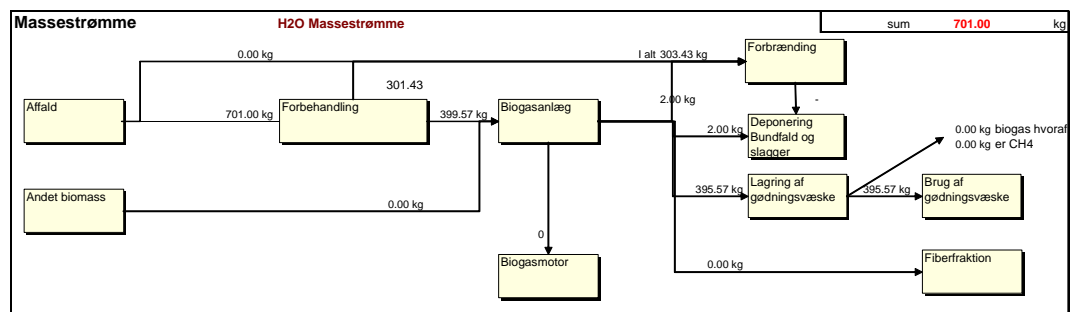 Massestrømme
H2O Massestrømme
sum 701.00 kg
0.00 kg
I alt 303.43 kg
Forbrænding
301.43
2.00 kg
-
Affald
701.00 kg
Forbehandling
399.57 kg
Biogasanlæg
2.00 kg
Deponering
Bundfald og
slagger
0.00 kg biogas hvoraf
0.00 kg er CH4
Andet biomass
0.00 kg
395.57 kg
Lagring af
gødningsvæske
395.57 kg
Brug af
gødningsvæske
0
Biogasmotor
0.00 kg
Fiberfraktion